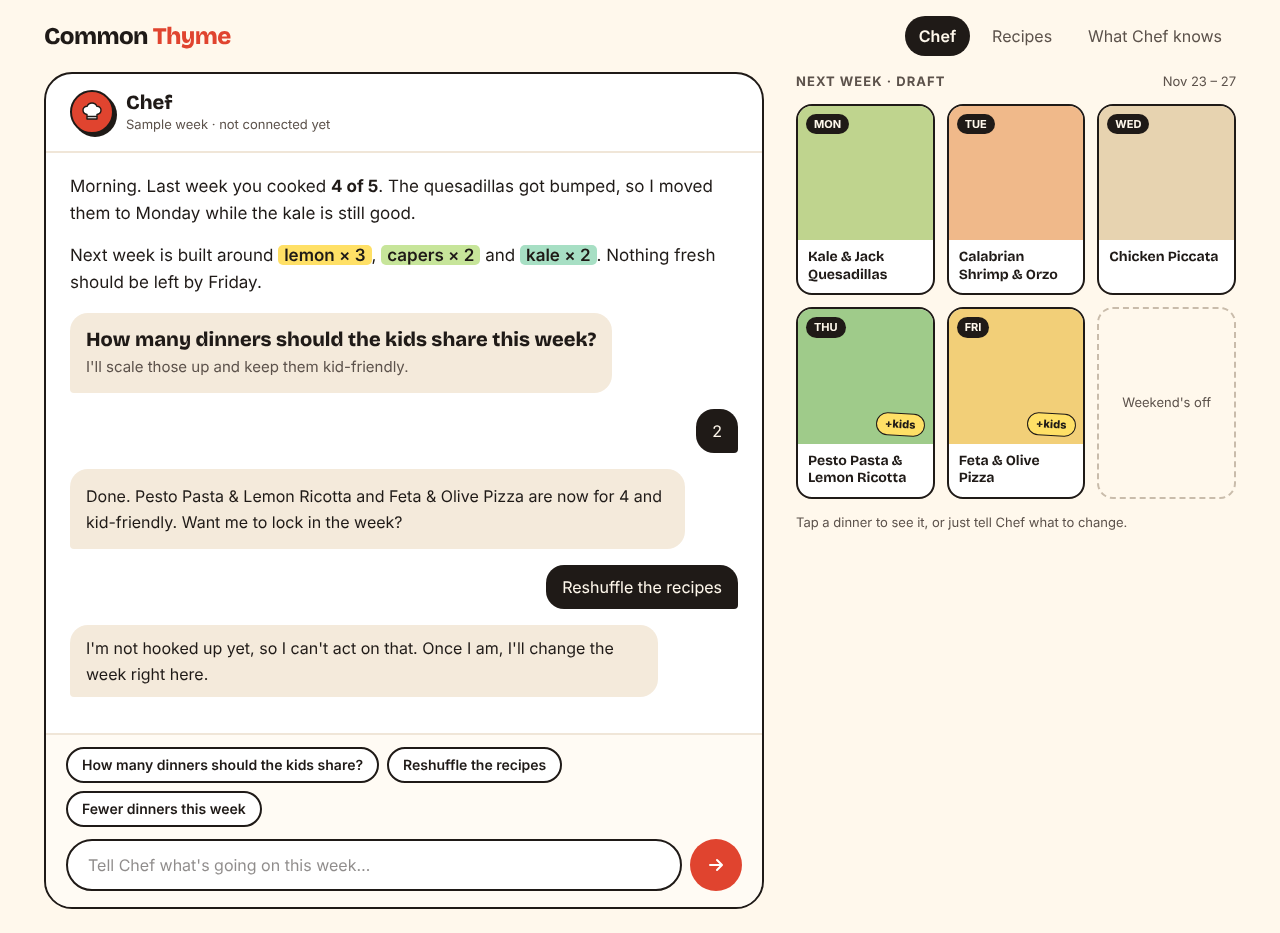 Common Thyme
Chef
Recipes
What Chef knows
Chef
Sample week · not connected yet
Morning. Last week you cooked 4 of 5. The quesadillas got bumped, so I moved
them to Monday while the kale is still good.
Next week is built around lemon × 3, capers × 2 and kale × 2. Nothing fresh
should be left by Friday.
How many dinners should the kids share this week?
I'll scale those up and keep them kid-friendly.
2
Done. Pesto Pasta & Lemon Ricotta and Feta & Olive Pizza are now for 4 and
kid-friendly. Want me to lock in the week?
Reshuffle the recipes
I'm not hooked up yet, so I can't act on that. Once I am, I'll change the
week right here.
How many dinners should the kids share?
Reshuffle the recipes
Fewer dinners this week
Tell Chef what's going on this week...
NEXT WEEK · DRAFT
Nov 23 – 27
MON
Kale & Jack
Quesadillas
TUE
Calabrian
Shrimp & Orzo
WED
Chicken Piccata
THU
+kids
Pesto Pasta &
Lemon Ricotta
FRI
+kids
Feta & Olive
Pizza
Weekend's off
Tap a dinner to see it, or just tell Chef what to change.